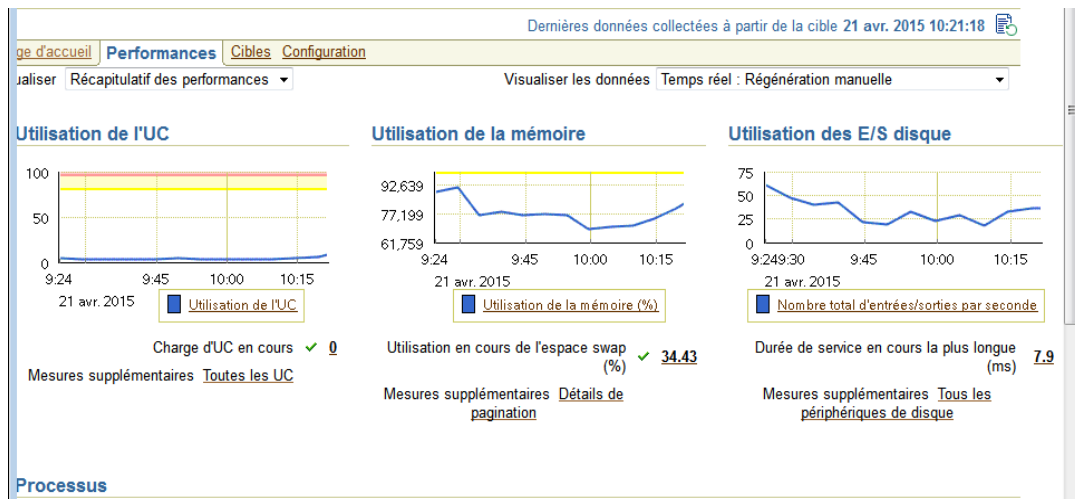 Dernières données collectées à partir de la cible 21 avr. 2015 10:21:18
ge d'accueil Performances Cibles Configuration
ualiser Récapitulatif des performances Visualiser les données Temps réel : Régénération manuelle
Utilisation de l'UC
100
50
0
9:24 9:45 10:00 10:15
21 avr. 2015
Utilisation de l'UC
Charge d'UC en cours 0
Mesures supplémentaires Toutes les UC
Utilisation de la mémoire
92,639
77,199
61,759
9:24 9:45 10:00 10:15
21 avr. 2015
Utilisation de la mémoire (%)
Utilisation en cours de l'espace swap
(%) 34.43
Mesures supplémentaires Détails de
pagination
Utilisation des E/S disque
75
50
25
0
9:249:30 9:45 10:00 10:15
21 avr. 2015
Nombre total d'entrées/sorties par seconde
Durée de service en cours la plus longue
(ms) 7.9
Mesures supplémentaires Tous les
périphériques de disque
Processus